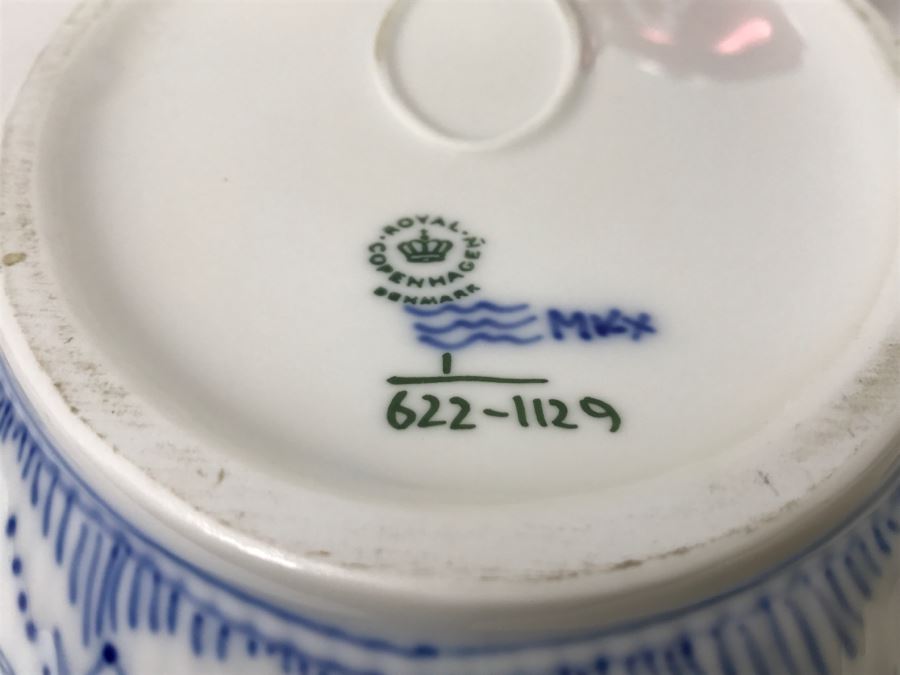 ROYAL COPENHAGEN
DENMARK
MKX
1
622-1129